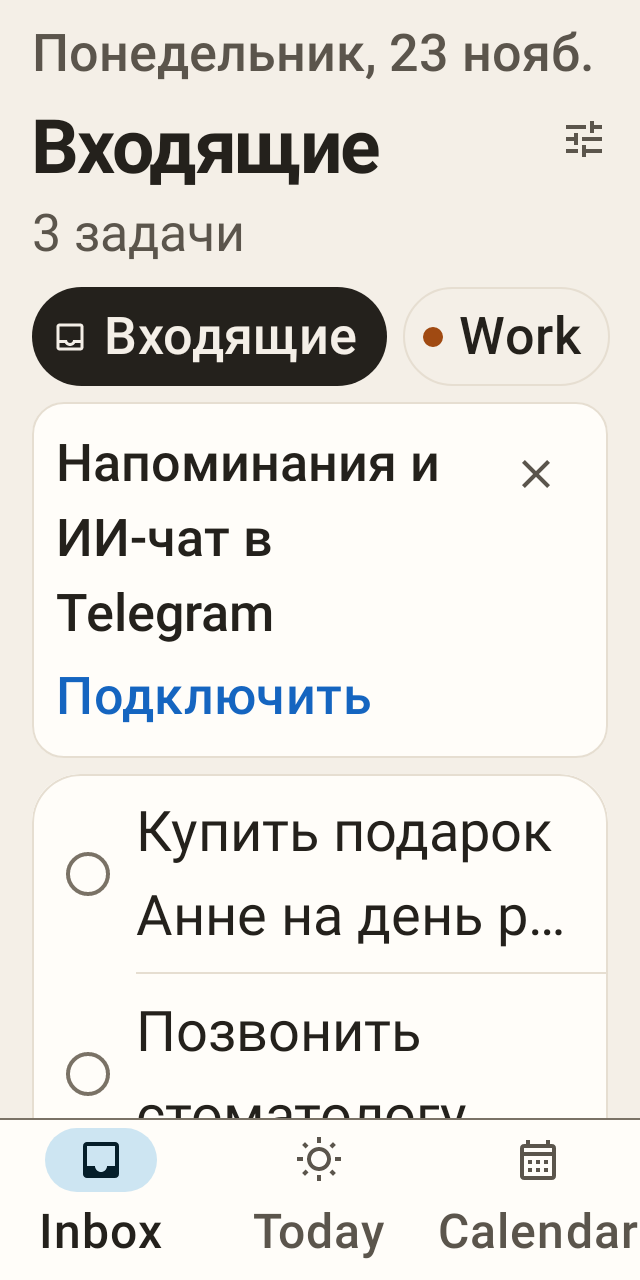 Понедельник, 23 нояб.
Входящие
3 задачи
Входящие
Work
Напоминания и
ИИ-чат в
Telegram
Подключить
Купить подарок
Анне на день р…
Позвонить
стоматологу
Inbox
Today
Calendar